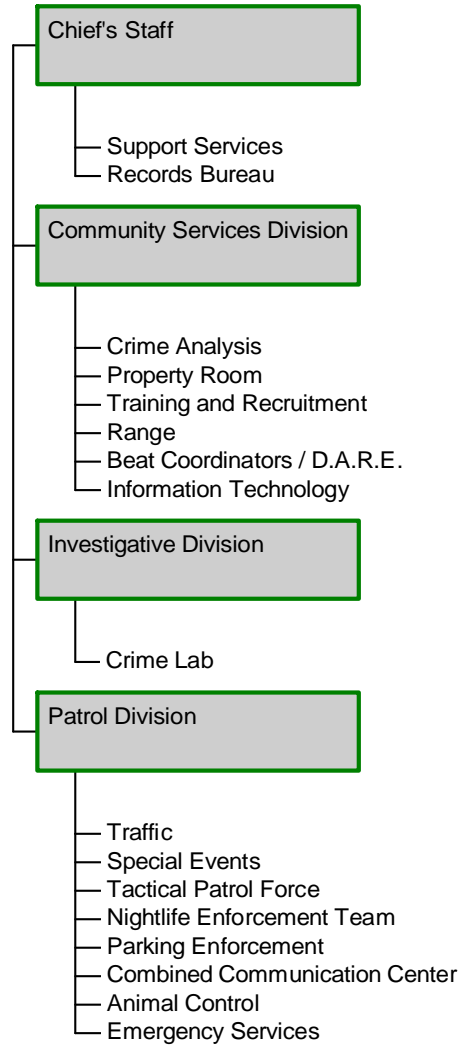 Chief's Staff
Support Services
Records Bureau
Community Services Division
Crime Analysis
Property Room
Training and Recruitment
Range
Beat Coordinators / D.A.R.E.
Information Technology
Investigative Division
Crime Lab
Patrol Division
Traffic
Special Events
Tactical Patrol Force
Nightlife Enforcement Team
Parking Enforcement
Combined Communication Center
Animal Control
Emergency Services